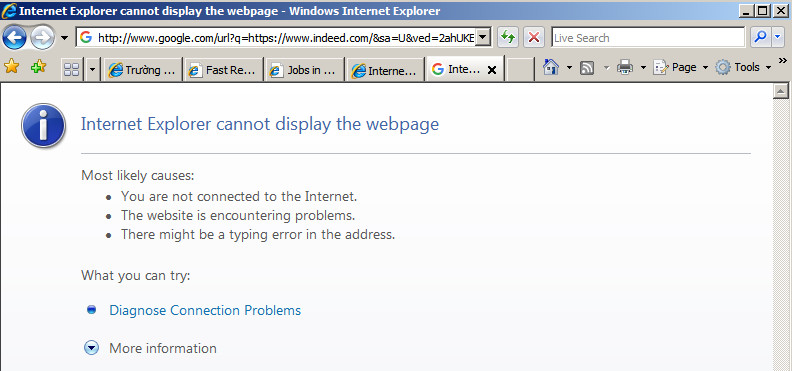 Internet Explorer cannot display the webpage - Windows Internet Explorer
http://www.google.com/url?q=https://www.indeed.com/&sa=U&ved=2ahUKE
Live Search
Trường ...
Fast Re...
Jobs in ...
Interne...
Inte...
Page
Tools
»
Internet Explorer cannot display the webpage
Most likely causes:
• You are not connected to the Internet.
• The website is encountering problems.
• There might be a typing error in the address.
What you can try:
Diagnose Connection Problems
More information